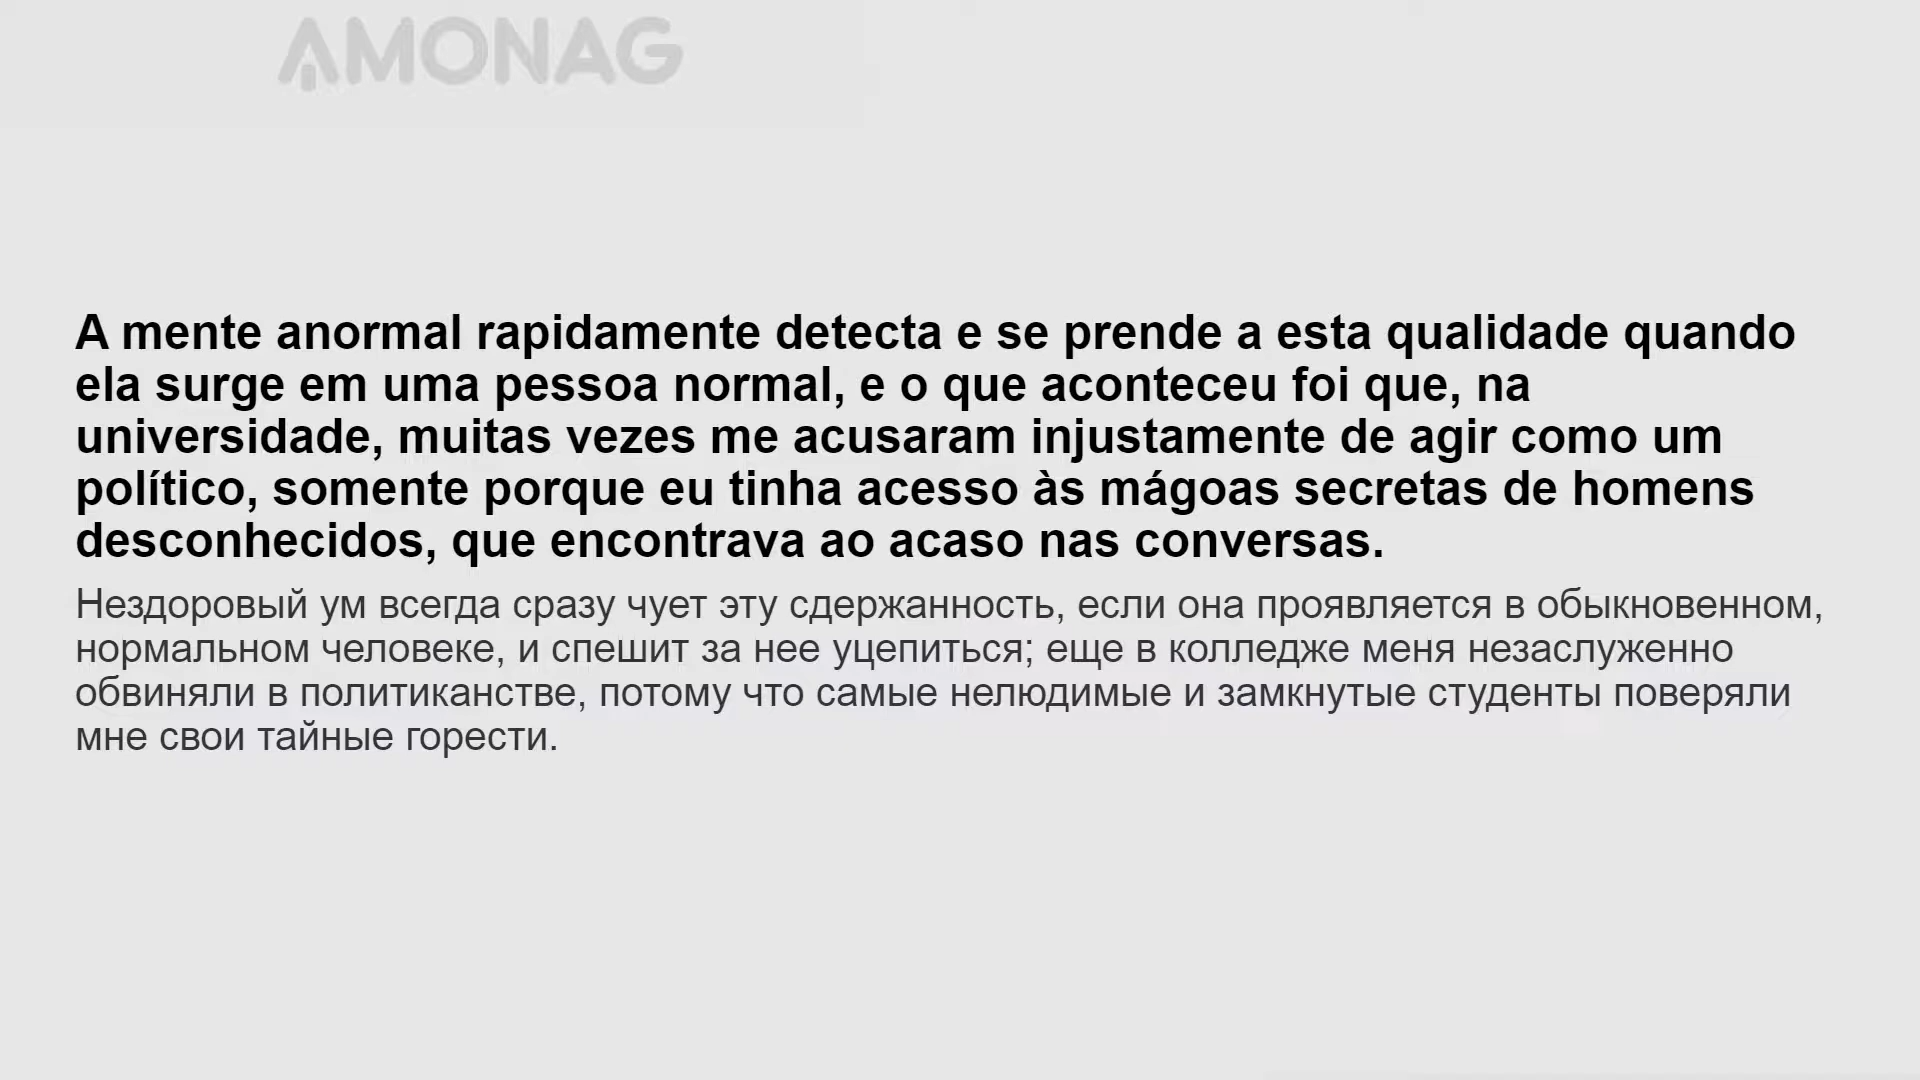 AMONAG
A mente anormal rapidamente detecta e se prende a esta qualidade quando
ela surge em uma pessoa normal, e o que aconteceu foi que, na
universidade, muitas vezes me acusaram injustamente de agir como um
político, somente porque eu tinha acesso às mágoas secretas de homens
desconhecidos, que encontrava ao acaso nas conversas.
Нездоровый ум всегда сразу чует эту сдержанность, если она проявляется в обыкновенном,
нормальном человеке, и спешит за нее уцепиться; еще в колледже меня незаслуженно
обвиняли в политиканстве, потому что самые нелюдимые и замкнутые студенты поверяли
мне свои тайные горести.